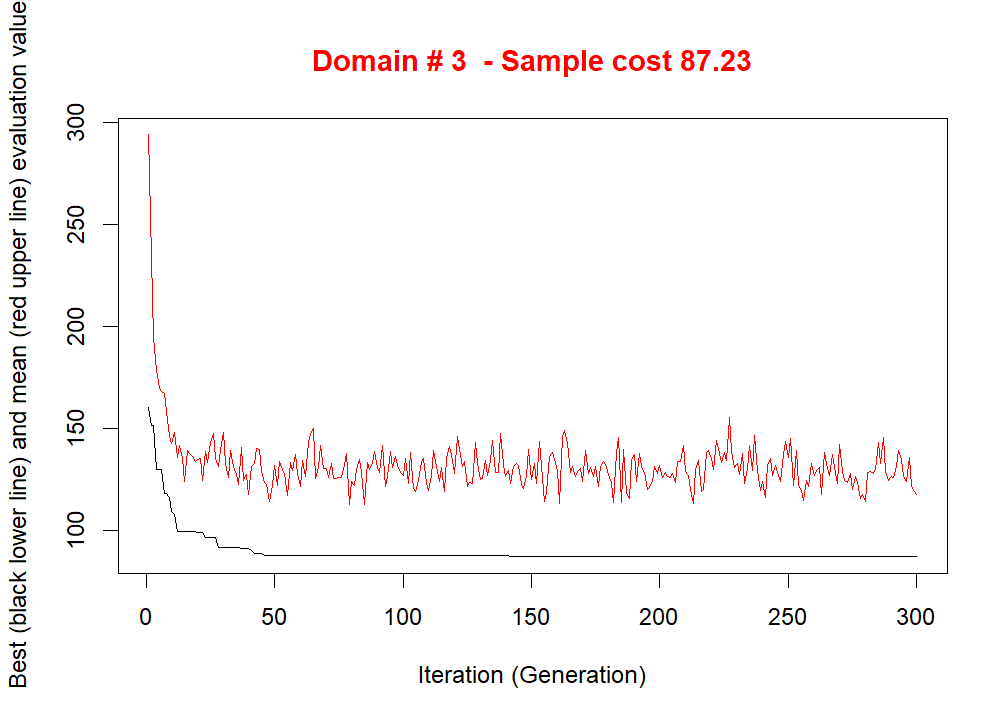 Domain # 3  - Sample cost 87.23
Best (black lower line) and mean (red upper line) evaluation value
300
250
200
150
100
0 50 100 150 200 250 300
Iteration (Generation)